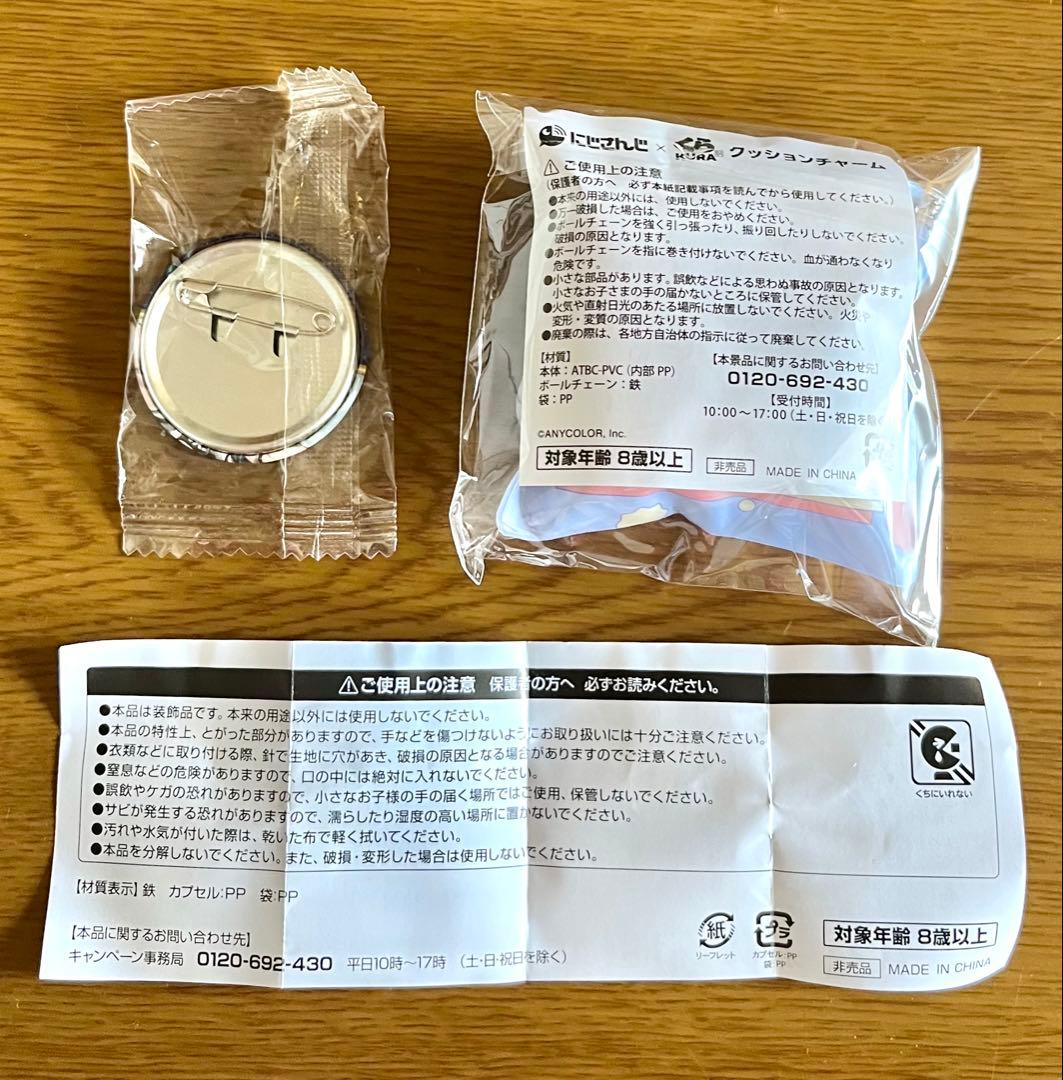 にじさんじ × くら KURA ® クッションチャーム
⚠ご使用上の注意
(保護者の方へ 必ず本紙記載事項を読んでから使用してください。)
●本来の用途以外には、使用しないでください。
●万一破損した場合は、ご使用をおやめください。
●ボールチェーンを強く引っ張ったり、振り回したりしないでください。
破損の原因となります。
●ボールチェーンを指に巻き付けないでください。血が通わなくなり
危険です。
●小さな部品があります。誤飲などによる思わぬ事故の原因となります。
小さなお子さまの手の届かないところに保管してください。
●火気や直射日光のあたる場所に放置しないでください。火災や
変形・変質の原因となります。
●廃棄の際は、各地方自治体の指示に従って廃棄してください。
【材質】
本体：ATBC-PVC (内部 PP)
ボールチェーン：鉄
袋：PP
【本景品に関するお問い合わせ先】
0120-692-430
【受付時間】
10:00～17:00 (土・日・祝日を除く
©ANYCOLOR, Inc.
対象年齢 8歳以上
非売品 MADE IN CHINA
⚠ご使用上の注意 保護者の方へ 必ずお読みください。
●本品は装飾品です。本来の用途以外には使用しないでください。
●本品の特性上、とがった部分がありますので、手などを傷つけないようにお取り扱いには十分ご注意ください。
●衣類などに取り付ける際、針で生地に穴があき、破損の原因となる場合がありますのでご注意ください。
●窒息などの危険がありますので、口の中には絶対に入れないでください。
●誤飲やケガの恐れがありますので、小さなお子様の手の届く場所ではご使用、保管しないでください。
●サビが発生する恐れがありますので、濡らしたり湿度の高い場所に置かないでください。
●汚れや水気が付いた際は、乾いた布で軽く拭いてください。
●本品を分解しないでください。また、破損・変形した場合は使用しないでください。
くちにいれない
【材質表示】鉄 カプセル:PP 袋:PP
【本品に関するお問い合わせ先】
キャンペーン事務局 0120-692-430 平日10時～17時 (土・日・祝日を除く)
紙
リーフレット
プラ
カプセル:PP
袋:PP
対象年齢 8歳以上
非売品 MADE IN CHINA